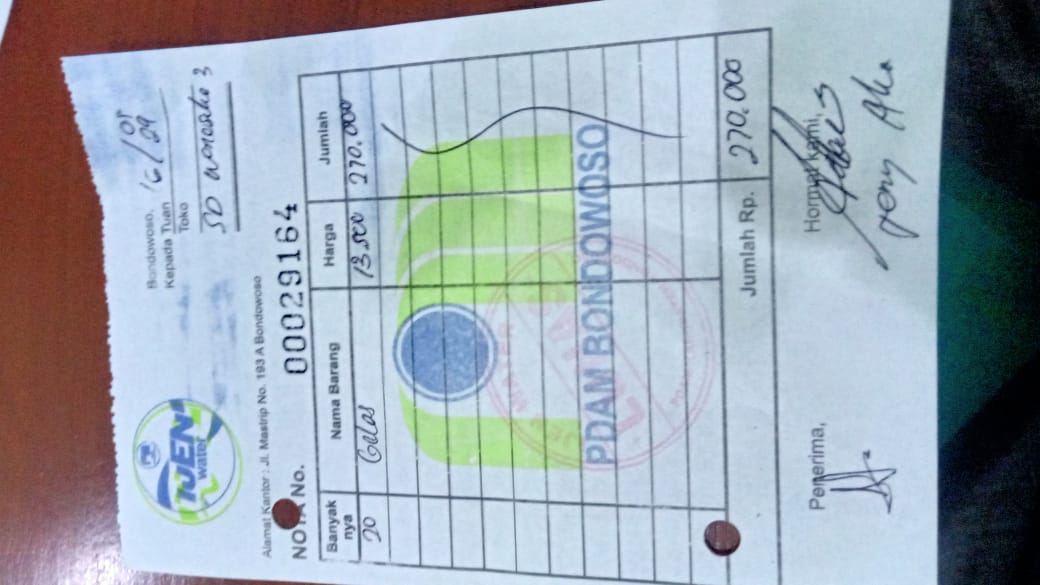 IJEN
water
Bondowoso, 16/
Kepada Tuan
Toko
SD Wonosari 3
Alamat Kantor : Jl. Mastrip No. 193 A Bondowoso
NOTA No. 00029164
Banyak nya Nama Barang Harga Jumlah
20 Gelas 13.500 270.000
PDAM BONDOWOSO
LUNAS
Jumlah Rp. 270.000
Penerima, Hormat kami,